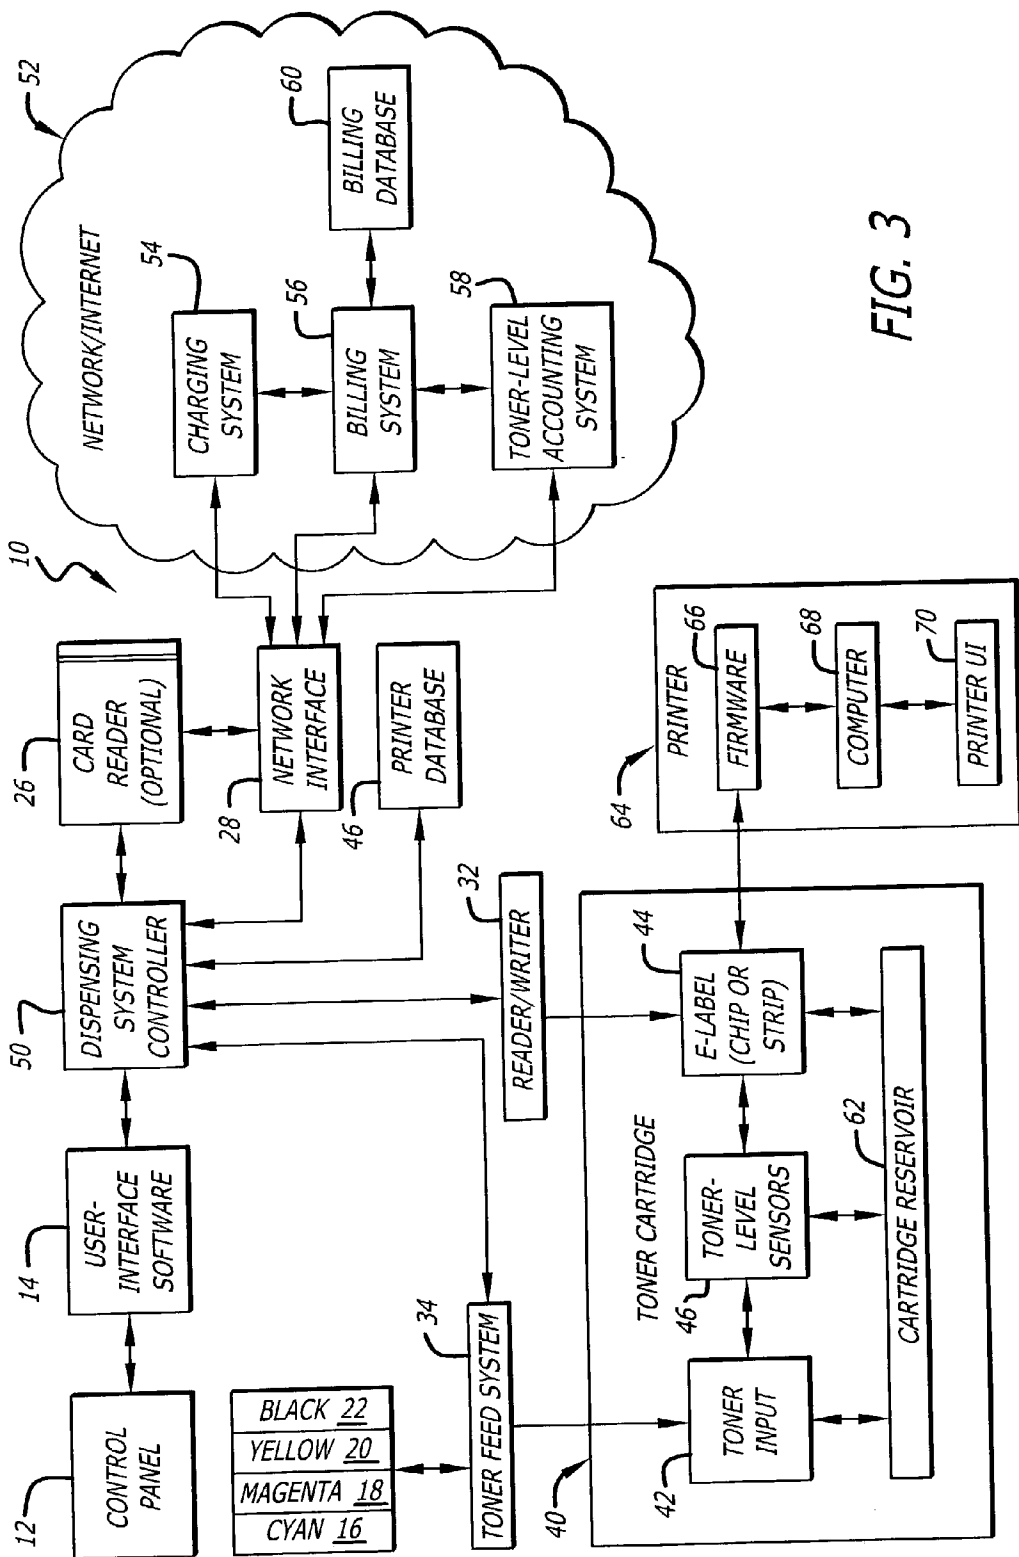 12
CONTROL
PANEL
14
USER-
INTERFACE
SOFTWARE
50
DISPENSING
SYSTEM
CONTROLLER
26
CARD
READER
(OPTIONAL)
10
52
NETWORK/INTERNET
CHARGING
SYSTEM
54
BILLING
SYSTEM
56
BILLING
DATABASE
60
TONER-LEVEL
ACCOUNTING
SYSTEM
58
28
NETWORK
INTERFACE
46
PRINTER
DATABASE
BLACK 22
YELLOW 20
MAGENTA 18
CYAN 16
TONER FEED SYSTEM
34
READER/WRITER
32
40
TONER CARTRIDGE
42
TONER
INPUT
46
TONER-
LEVEL
SENSORS
E-LABEL
(CHIP OR
STRIP)
44
CARTRIDGE RESERVOIR
62
64
PRINTER
FIRMWARE
66
COMPUTER
68
PRINTER UI
70
FIG. 3